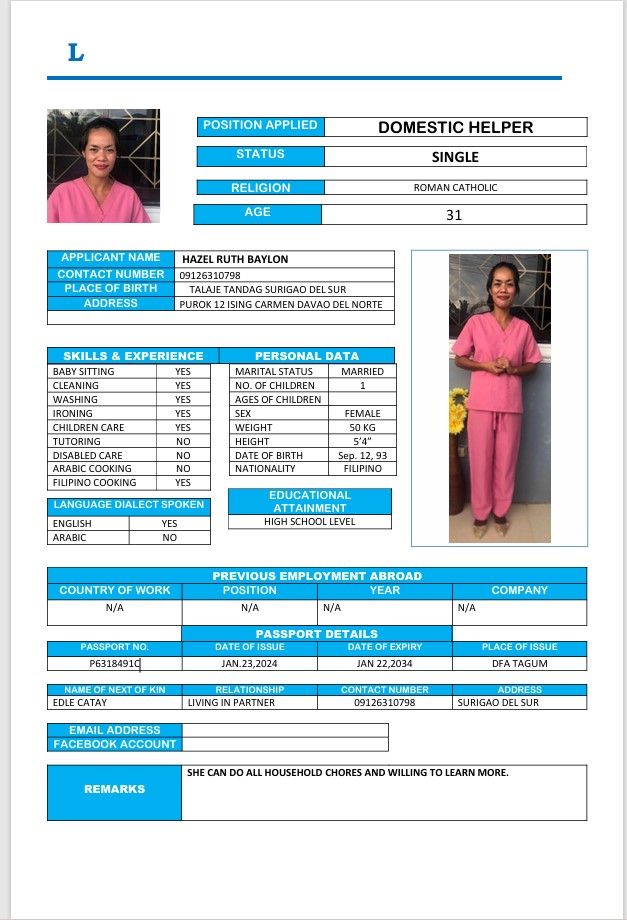 L
POSITION APPLIED DOMESTIC HELPER
STATUS SINGLE
RELIGION ROMAN CATHOLIC
AGE 31
APPLICANT NAME HAZEL RUTH BAYLON
CONTACT NUMBER 09126310798
PLACE OF BIRTH TALAJE TANDAG SURIGAO DEL SUR
ADDRESS PUROK 12 ISING CARMEN DAVAO DEL NORTE
SKILLS & EXPERIENCE PERSONAL DATA
BABY SITTING YES MARITAL STATUS MARRIED
CLEANING YES NO. OF CHILDREN 1
WASHING YES AGES OF CHILDREN
IRONING YES SEX FEMALE
CHILDREN CARE YES WEIGHT 50 KG
TUTORING NO HEIGHT 5’4”
DISABLED CARE NO DATE OF BIRTH Sep. 12, 93
ARABIC COOKING NO NATIONALITY FILIPINO
FILIPINO COOKING YES
LANGUAGE DIALECT SPOKEN
ENGLISH YES
ARABIC NO
EDUCATIONAL
ATTAINMENT
HIGH SCHOOL LEVEL
PREVIOUS EMPLOYMENT ABROAD
COUNTRY OF WORK POSITION YEAR COMPANY
N/A N/A N/A N/A
PASSPORT DETAILS
PASSPORT NO. DATE OF ISSUE DATE OF EXPIRY PLACE OF ISSUE
P6318491C JAN.23,2024 JAN 22,2034 DFA TAGUM
NAME OF NEXT OF KIN RELATIONSHIP CONTACT NUMBER ADDRESS
EDLE CATAY LIVING IN PARTNER 09126310798 SURIGAO DEL SUR
EMAIL ADDRESS
FACEBOOK ACCOUNT
REMARKS SHE CAN DO ALL HOUSEHOLD CHORES AND WILLING TO LEARN MORE.